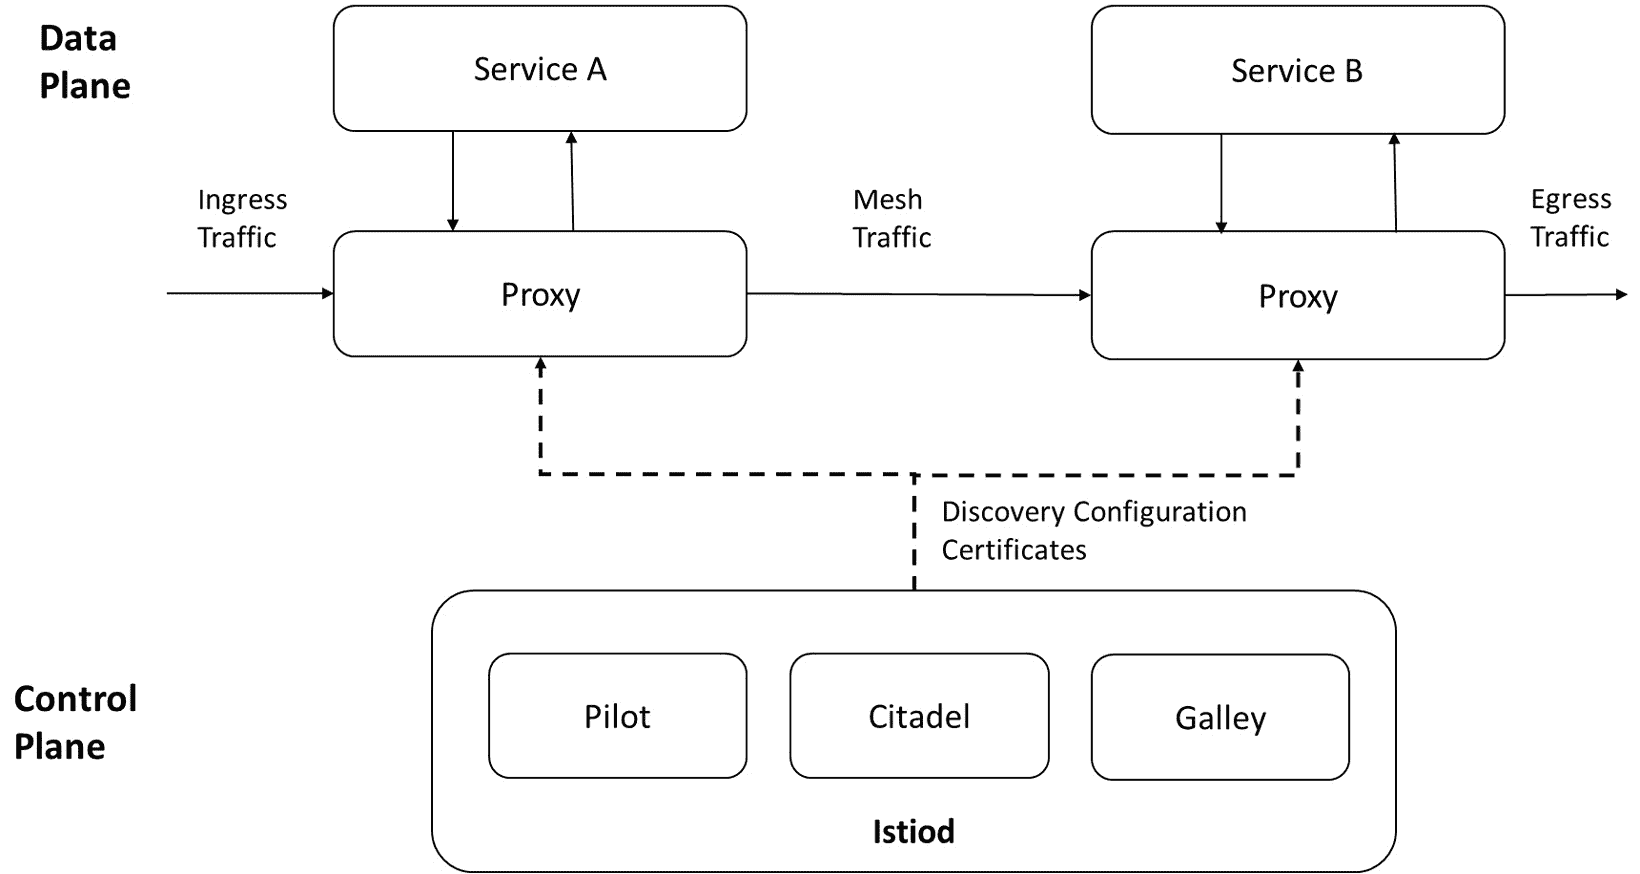 Data
Plane
Service A
Service B
Ingress
Traffic
Mesh
Traffic
Egress
Traffic
Proxy
Proxy
Discovery Configuration
Certificates
Control
Plane
Pilot
Citadel
Galley
Istiod